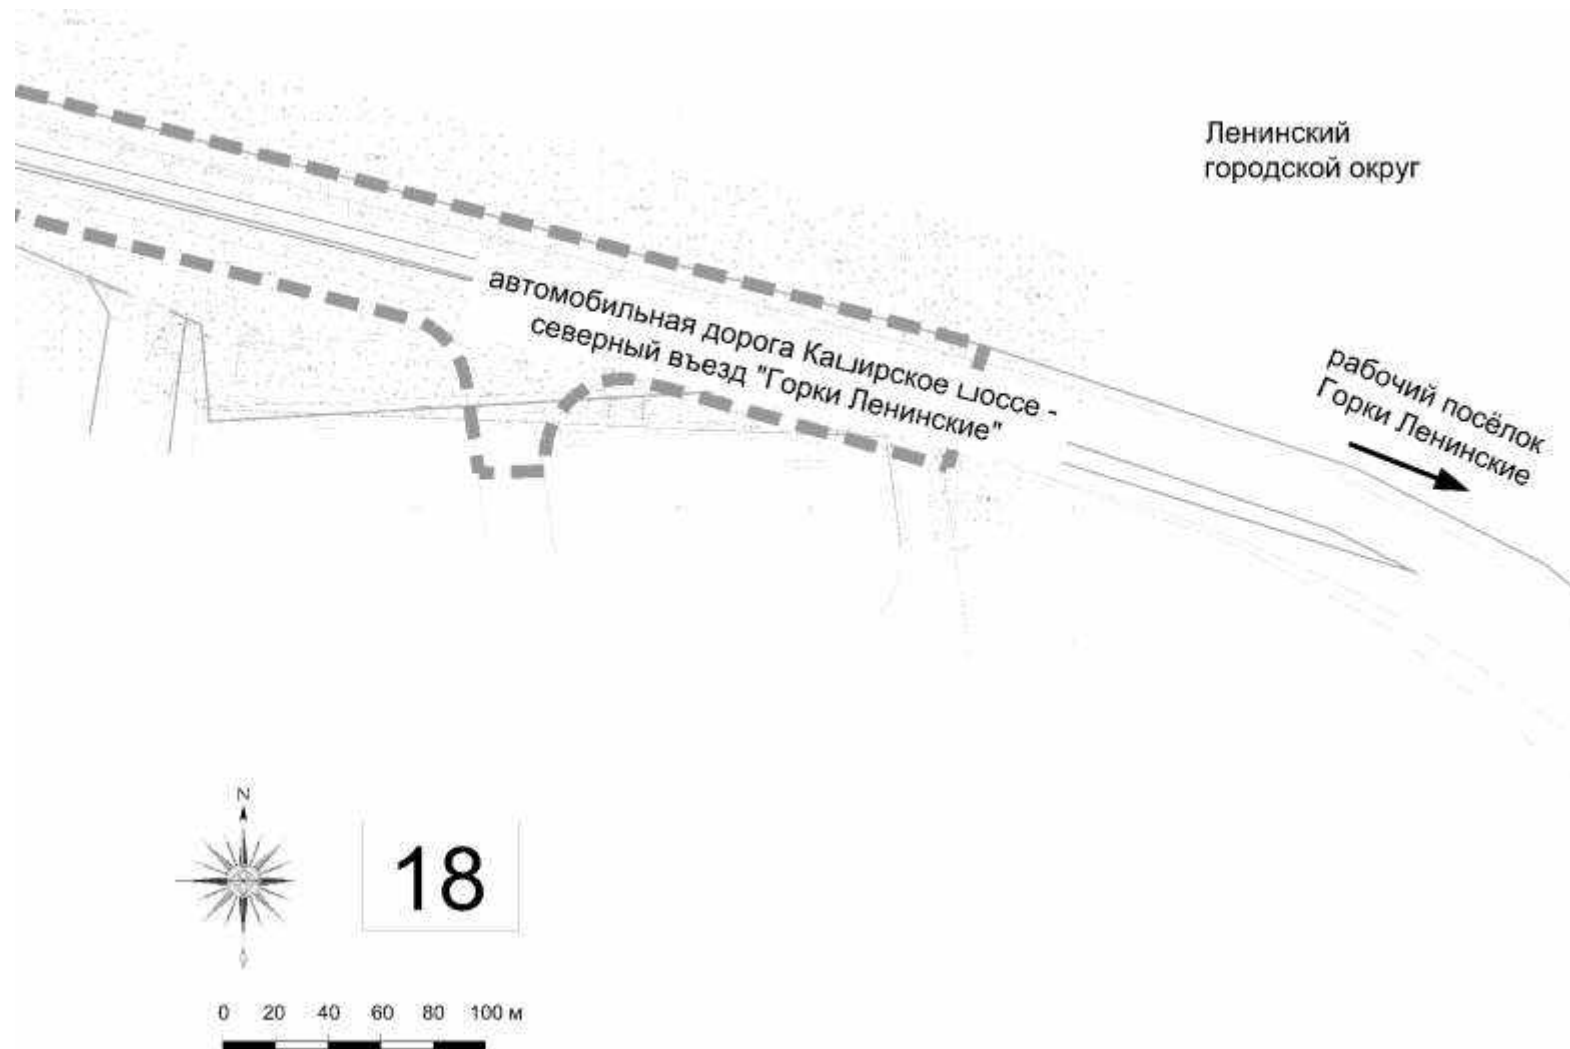 Ленинский
городской округ
автомобильная дорога Каширское шоссе -
северный въезд "Горки Ленинские"
рабочий посёлок
Горки Ленинские
N
18
0 20 40 60 80 100 м